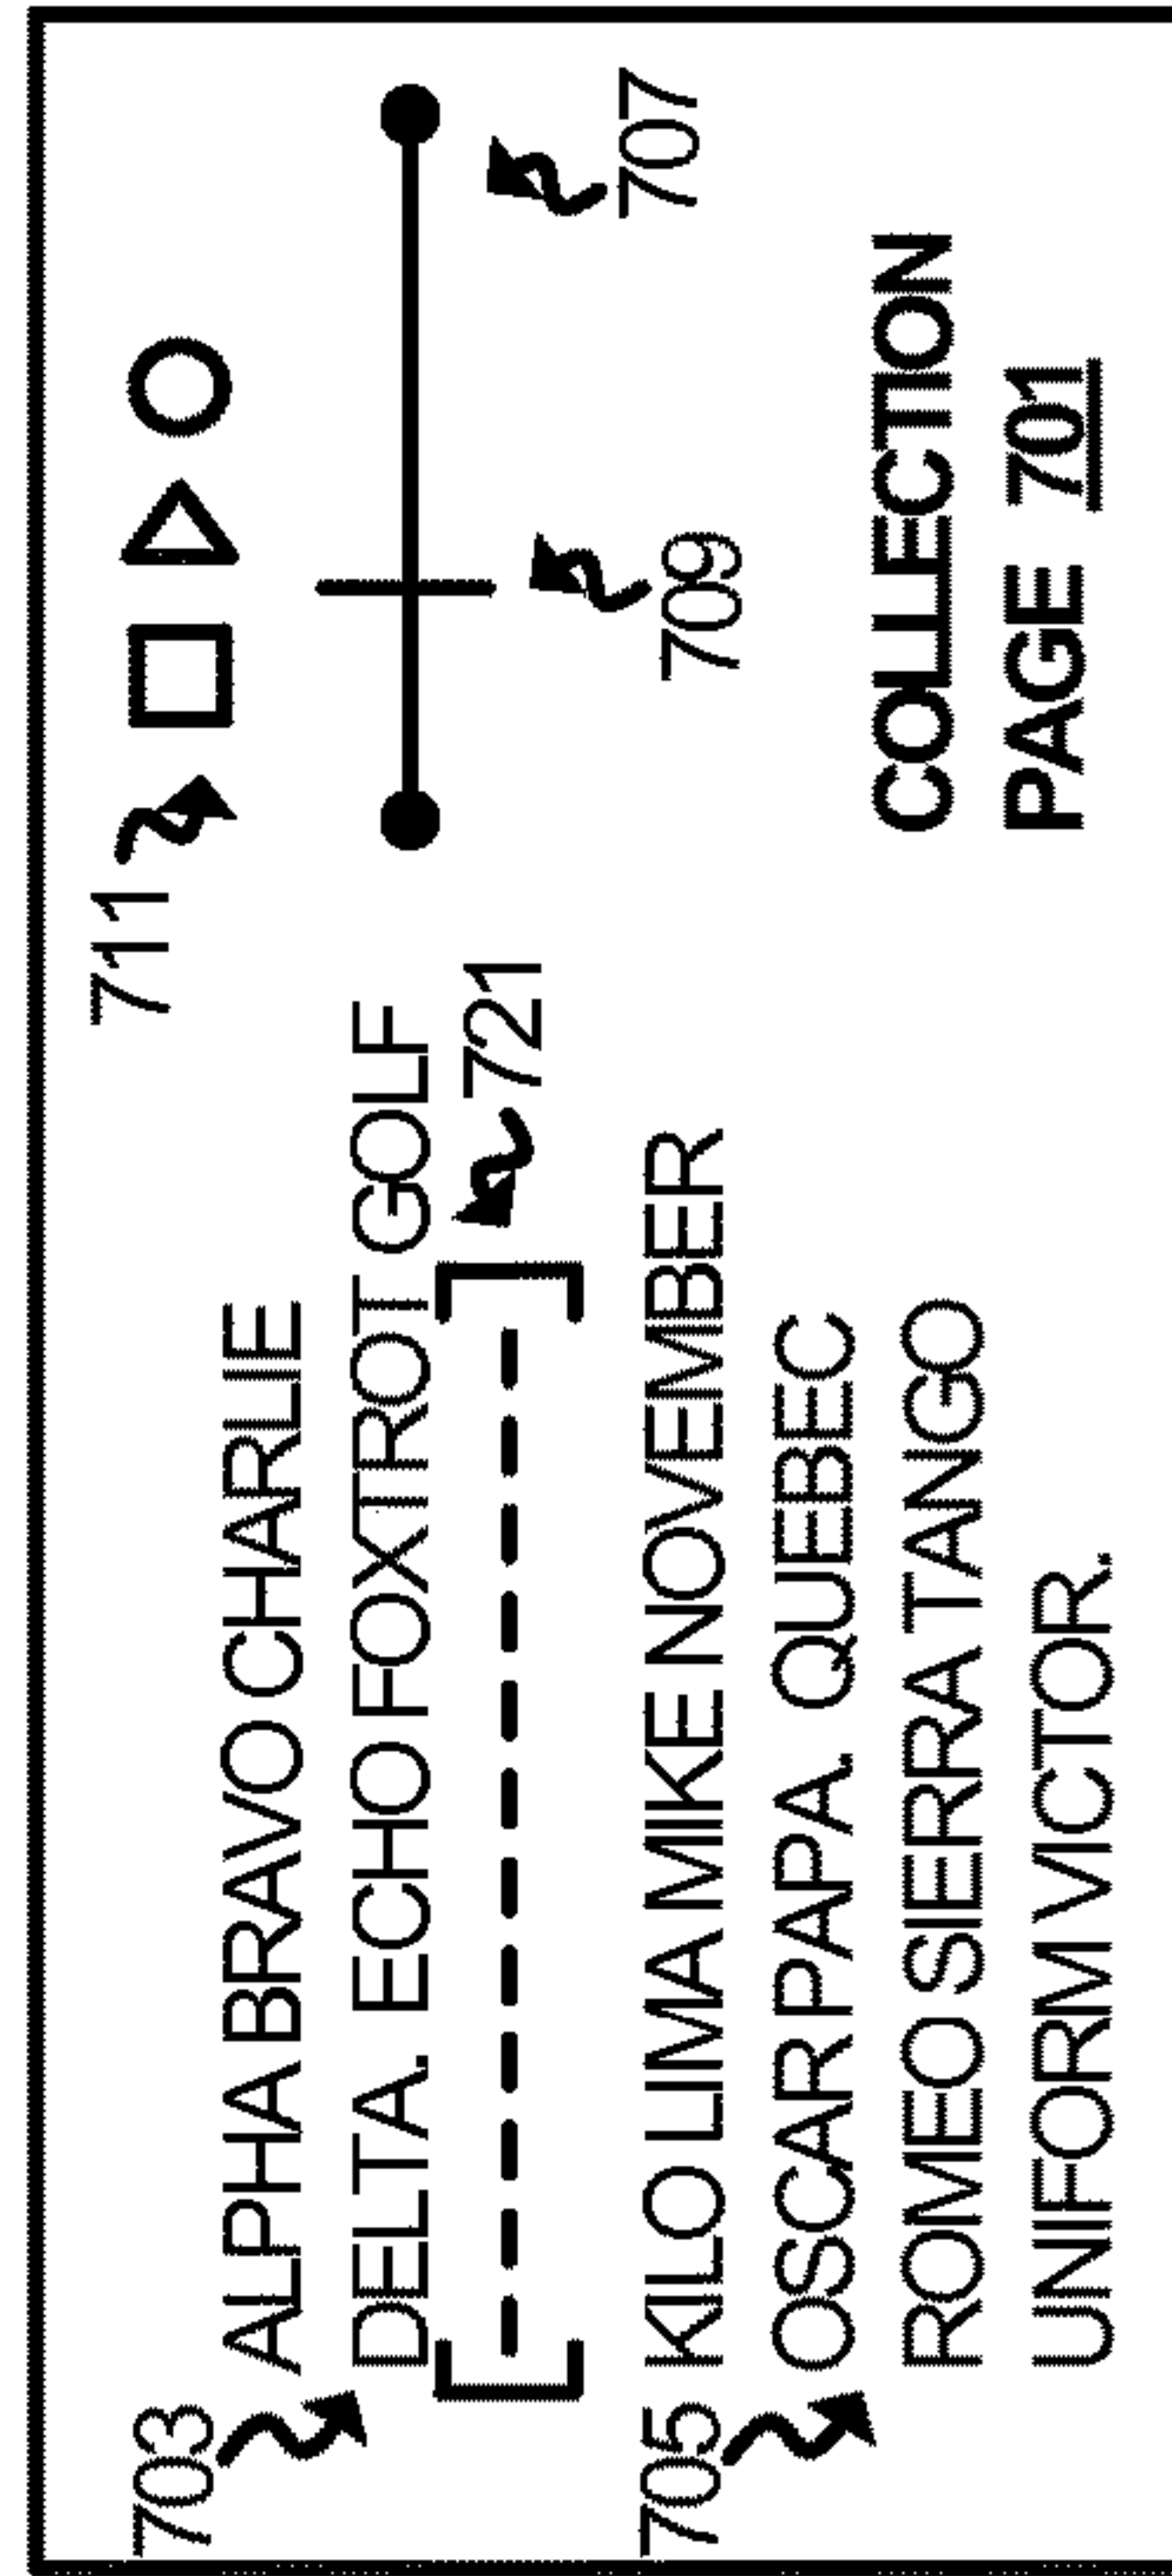 703
ALPHA BRAVO CHARLIE
DELTA. ECHO FOXTROT GOLF
721
705
KILO LIMA MIKE NOVEMBER
OSCAR PAPA. QUEBEC
ROMEO SIERRA TANGO
UNIFORM VICTOR.
711
709
707
COLLECTION
PAGE 701